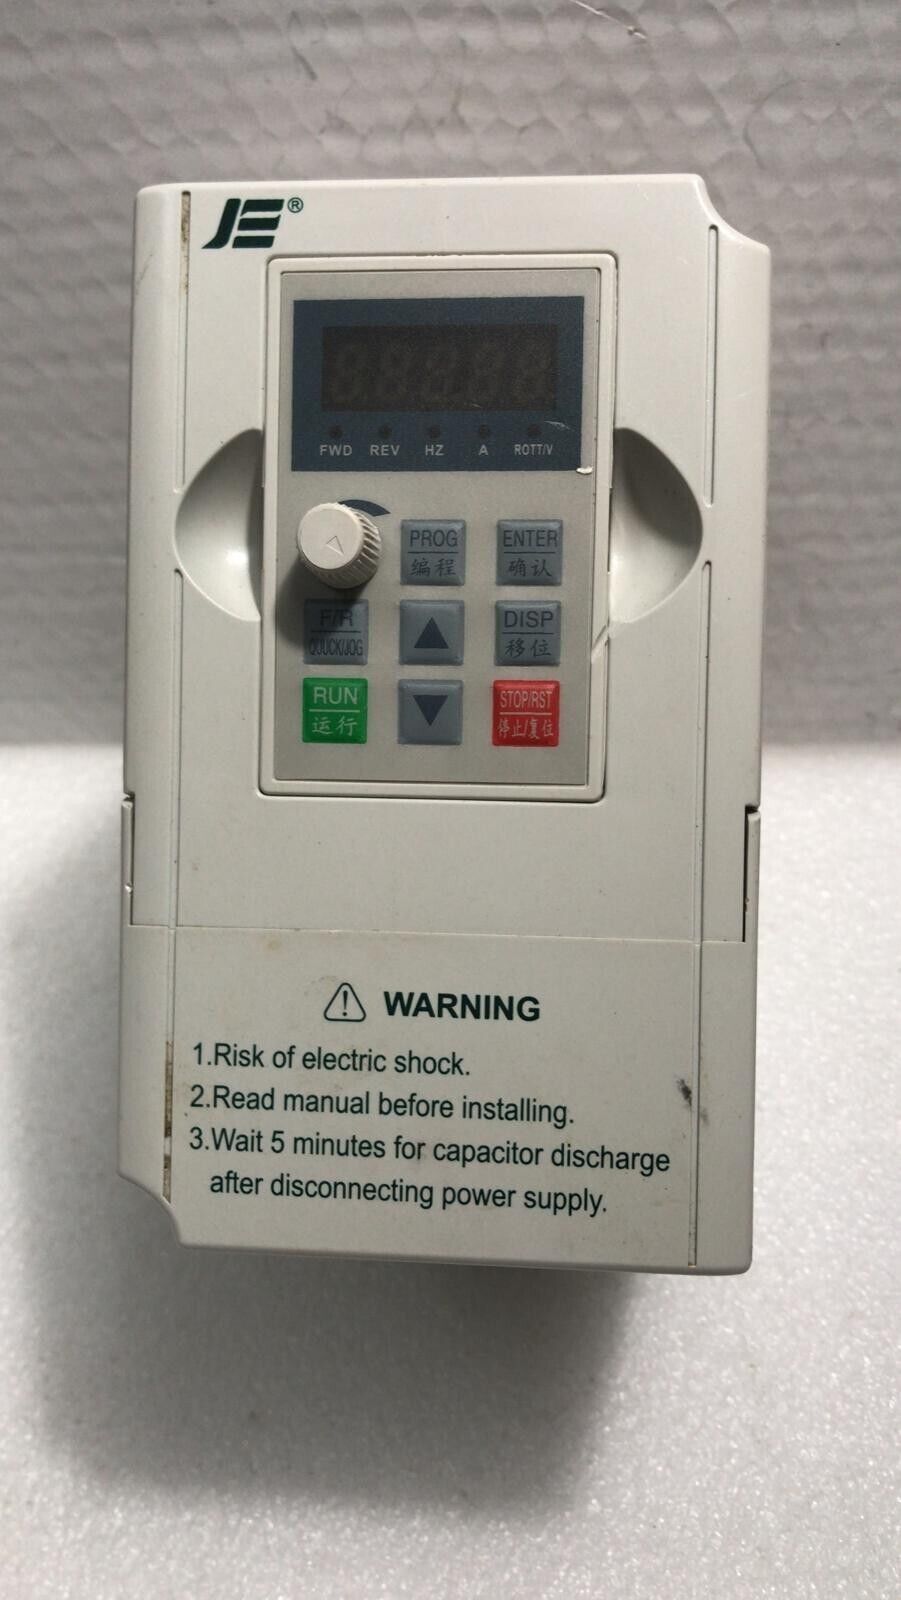 JE®
FWD REV HZ A ROTT/V
PROG
编程
ENTER
确认
F/R
QUUCK/JOG
DISP
移位
RUN
运行
STOP/RST
停止/复位
WARNING
1.Risk of electric shock.
2.Read manual before installing.
3.Wait 5 minutes for capacitor discharge
after disconnecting power supply.